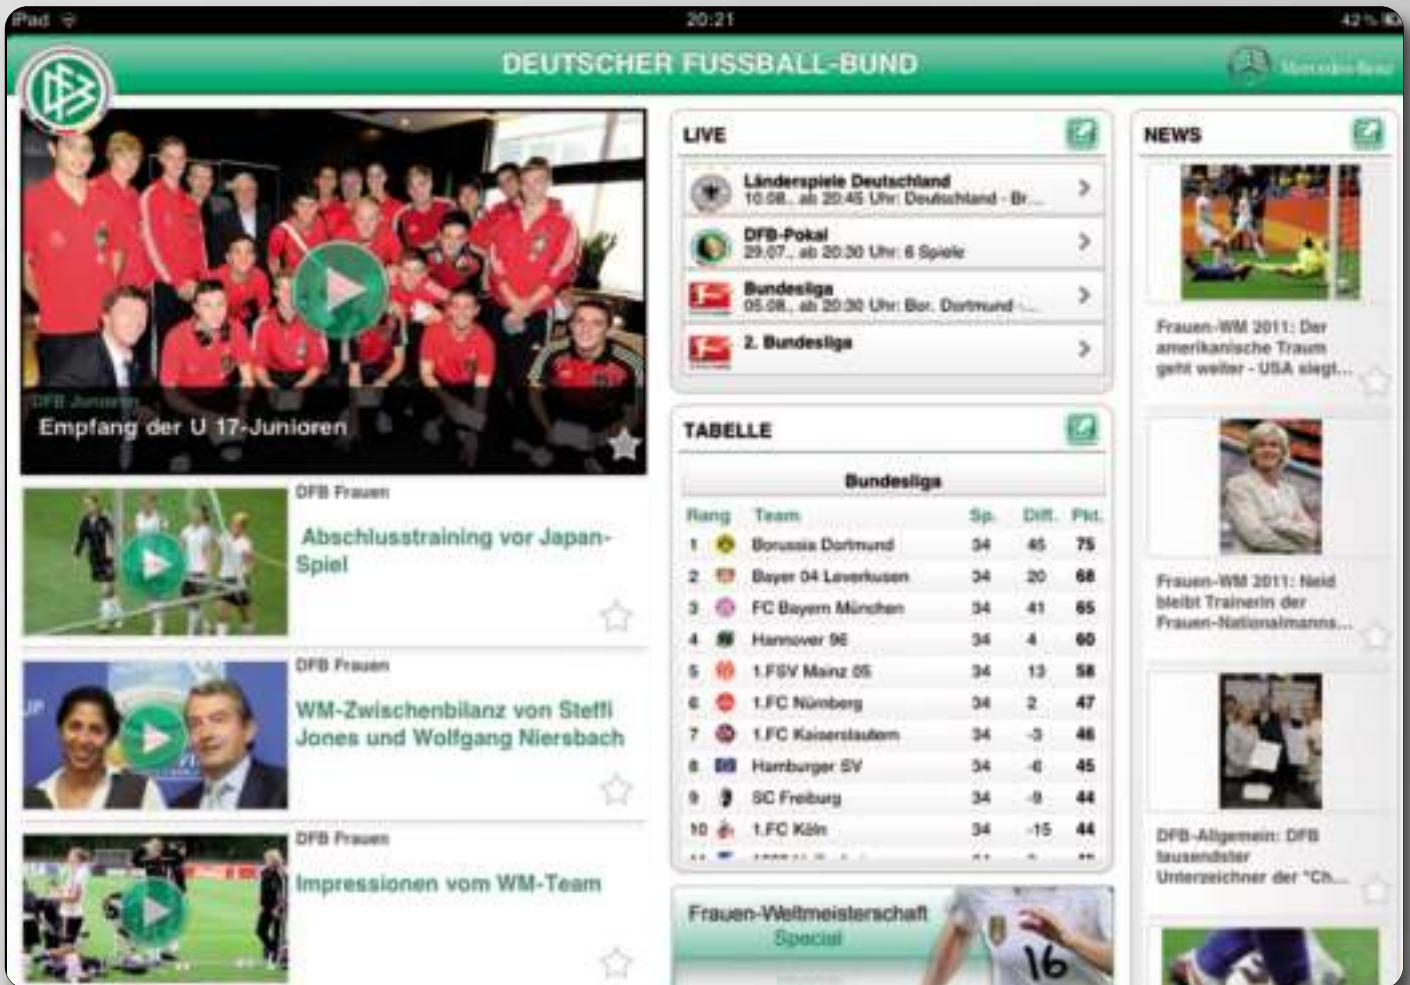 iPad
20:21
42 %
DEUTSCHER FUSSBALL-BUND
Mercedes-Benz
DFB Junioren
Empfang der U 17-Junioren
DFB Frauen
Abschlusstraining vor Japan-
Spiel
DFB Frauen
WM-Zwischenbilanz von Steffi
Jones und Wolfgang Niersbach
DFB Frauen
Impressionen vom WM-Team
LIVE
Länderspiele Deutschland
10.08., ab 20:45 Uhr: Deutschland - Br...
DFB-Pokal
29.07., ab 20:30 Uhr: 6 Spiele
Bundesliga
05.08., ab 20:30 Uhr: Bor. Dortmund -...
2. Bundesliga
TABELLE
Bundesliga
Rang Team Sp. Diff. Pkt.
1 Borussia Dortmund 34 45 75
2 Bayer 04 Leverkusen 34 20 68
3 FC Bayern München 34 41 65
4 Hannover 96 34 4 60
5 1.FSV Mainz 05 34 13 58
6 1.FC Nürnberg 34 2 47
7 1.FC Kaiserslautern 34 -3 46
8 Hamburger SV 34 -6 45
9 SC Freiburg 34 -9 44
10 1.FC Köln 34 -15 44
Frauen-Weltmeisterschaft
Special
16
NEWS
Frauen-WM 2011: Der
amerikanische Traum
geht weiter - USA siegt...
Frauen-WM 2011: Neid
bleibt Trainerin der
Frauen-Nationalmanns...
DFB-Allgemein: DFB
tausendster
Unterzeichner der "Ch...